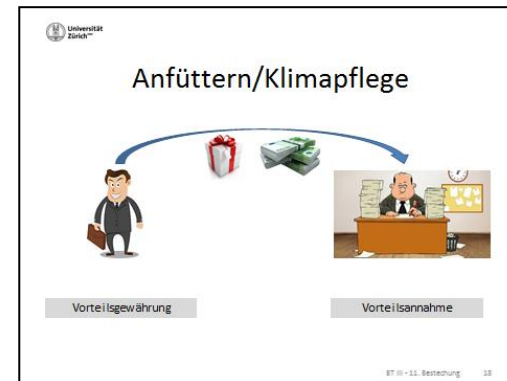 Universität
Zürich
Anfüttern/Klimapflege
Vorteilsgewährung
Vorteilsannahme
BT III - 11. Bestechung 18